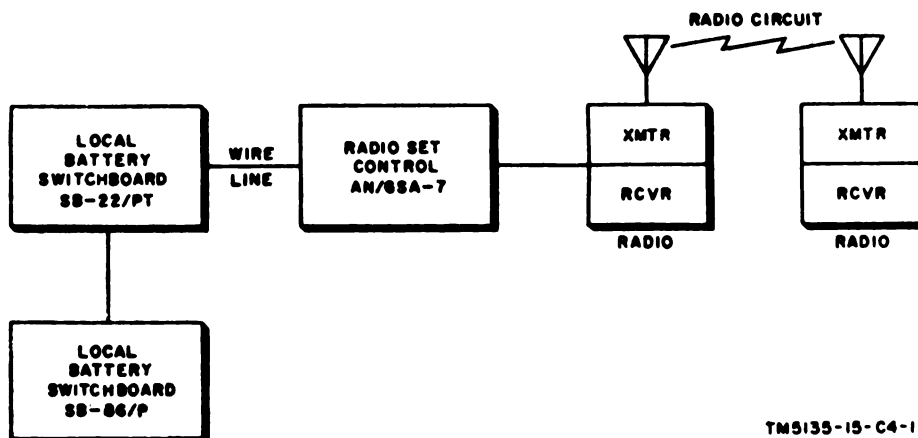 RADIO CIRCUIT
LOCAL
BATTERY
SWITCHBOARD
SB-22/PT
WIRE
LINE
RADIO SET
CONTROL
AN/GSA-7
XMTR
RCVR
RADIO
XMTR
RCVR
RADIO
LOCAL
BATTERY
SWITCHBOARD
SB-86/P
TM5135-15-C4-1